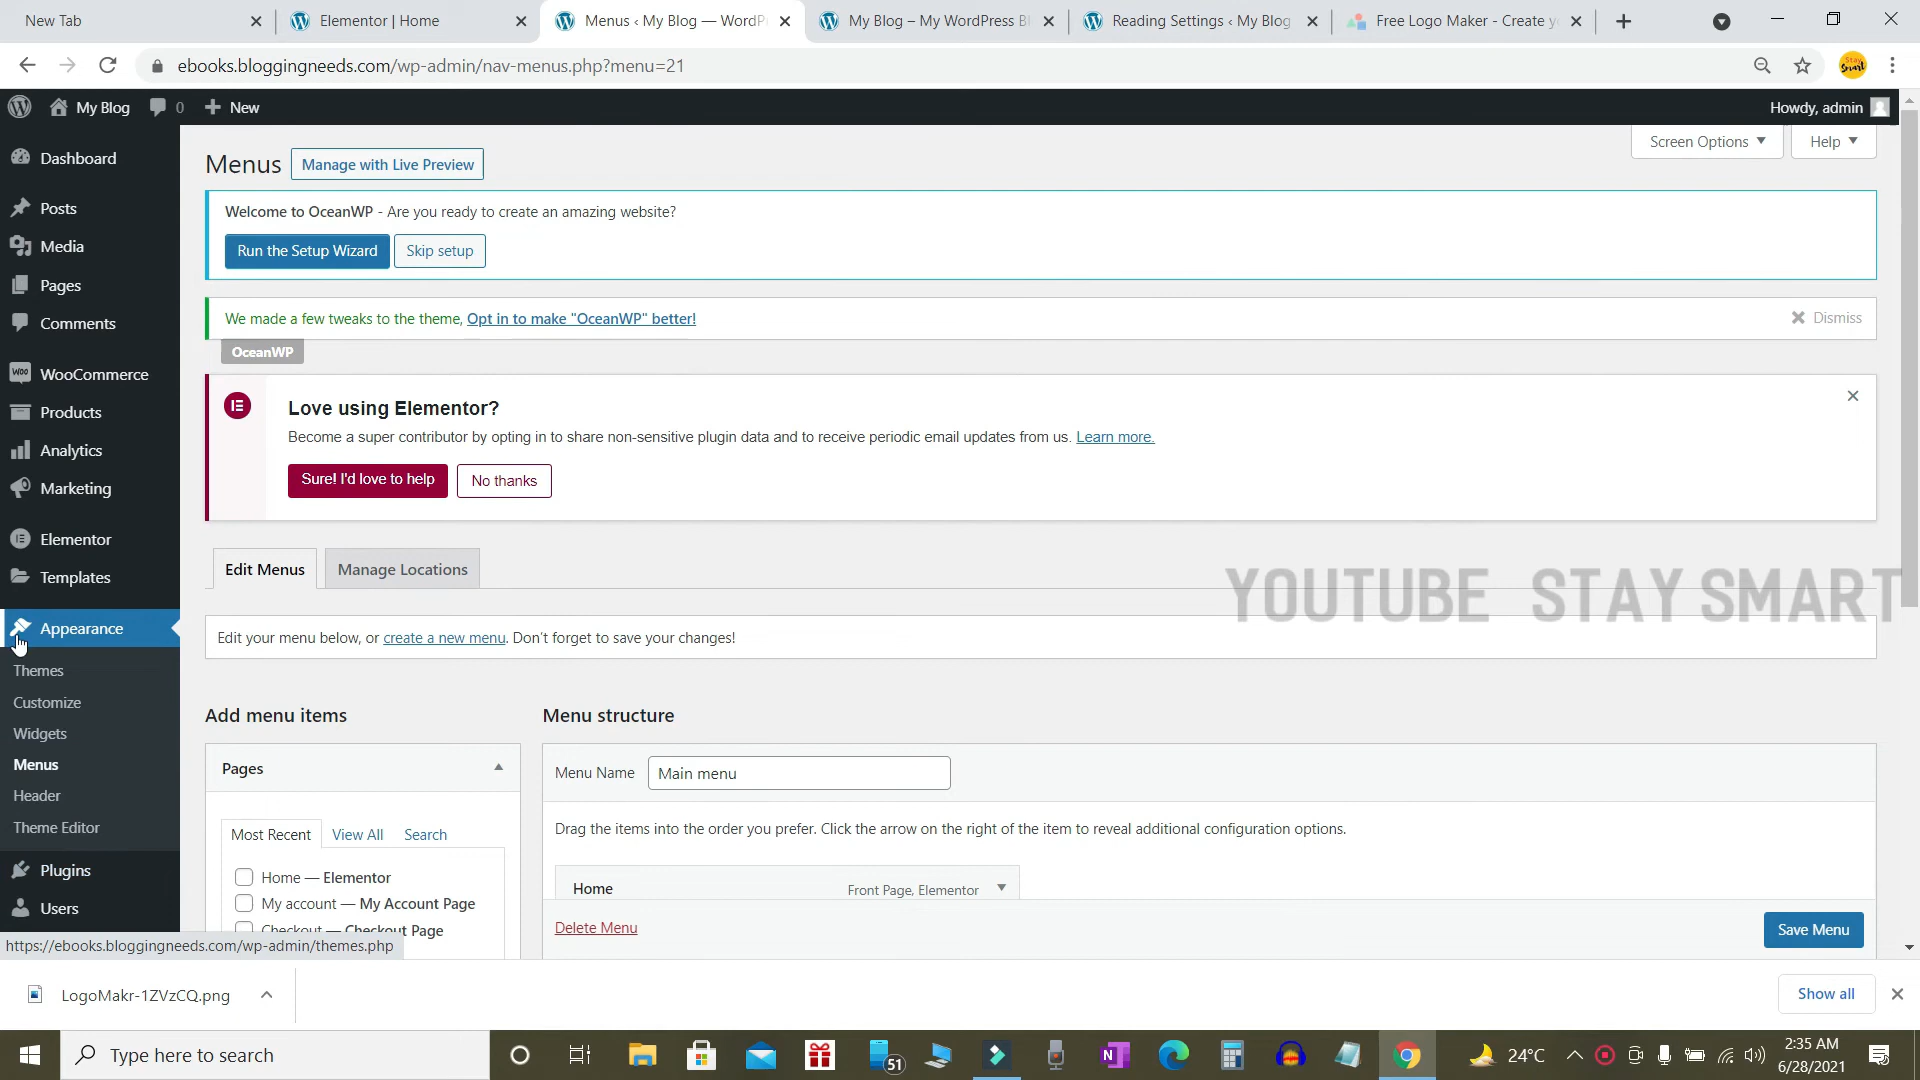 New Tab
Elementor | Home
Menus ‹ My Blog — WordP
My Blog – My WordPress Bl
Reading Settings ‹ My Blog
Free Logo Maker - Create yo
ebooks.bloggingneeds.com/wp-admin/nav-menus.php?menu=21
Stay Smart
My Blog
0
New
Howdy, admin
Dashboard
Posts
Media
Pages
Comments
WOO
WooCommerce
Products
Analytics
Marketing
Elementor
Templates
Appearance
Themes
Customize
Widgets
Menus
Header
Theme Editor
Plugins
Users
https://ebooks.bloggingneeds.com/wp-admin/themes.php
Screen Options
Help
Menus
Manage with Live Preview
Welcome to OceanWP - Are you ready to create an amazing website?
Run the Setup Wizard
Skip setup
We made a few tweaks to the theme, Opt in to make "OceanWP" better!
Dismiss
OceanWP
Love using Elementor?
Become a super contributor by opting in to share non-sensitive plugin data and to receive periodic email updates from us. Learn more.
Sure! I'd love to help
No thanks
Edit Menus
Manage Locations
YOUTUBE STAY SMART
Edit your menu below, or create a new menu. Don't forget to save your changes!
Add menu items
Menu structure
Pages
Menu Name
Main menu
Most Recent
View All
Search
Drag the items into the order you prefer. Click the arrow on the right of the item to reveal additional configuration options.
Home — Elementor
My account — My Account Page
Checkout — Checkout Page
Home
Front Page, Elementor
Delete Menu
Save Menu
LogoMakr-1ZVzCQ.png
Show all
Type here to search
51
24°C
2:35 AM
6/28/2021